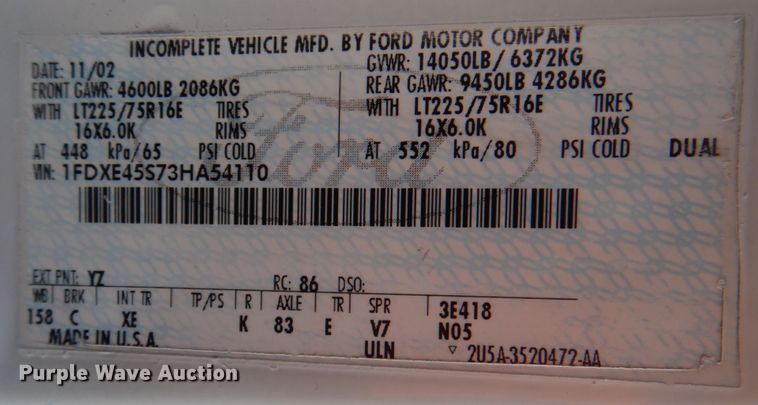 INCOMPLETE VEHICLE MFD. BY FORD MOTOR COMPANY
DATE: 11/02 GVWR: 14050LB/ 6372KG
FRONT GAWR: 4600LB 2086KG REAR GAWR: 9450LB 4286KG
WITH LT225/75R16E TIRES WITH LT225/75R16E TIRES
16X6.0K RIMS 16X6.0K RIMS
AT 448 kPa/65 PSI COLD AT 552 kPa/80 PSI COLD DUAL
VIN: 1FDXE45S73HA54110
Ford
EXT PNT: YZ RC: 86 DSO:
WB BRK INT TR TP/PS R AXLE TR SPR 3E418
158 C XE K 83 E V7 N05
MADE IN U.S.A. ULN ▽ 2U5A-3520472-AA
Purple Wave Auction